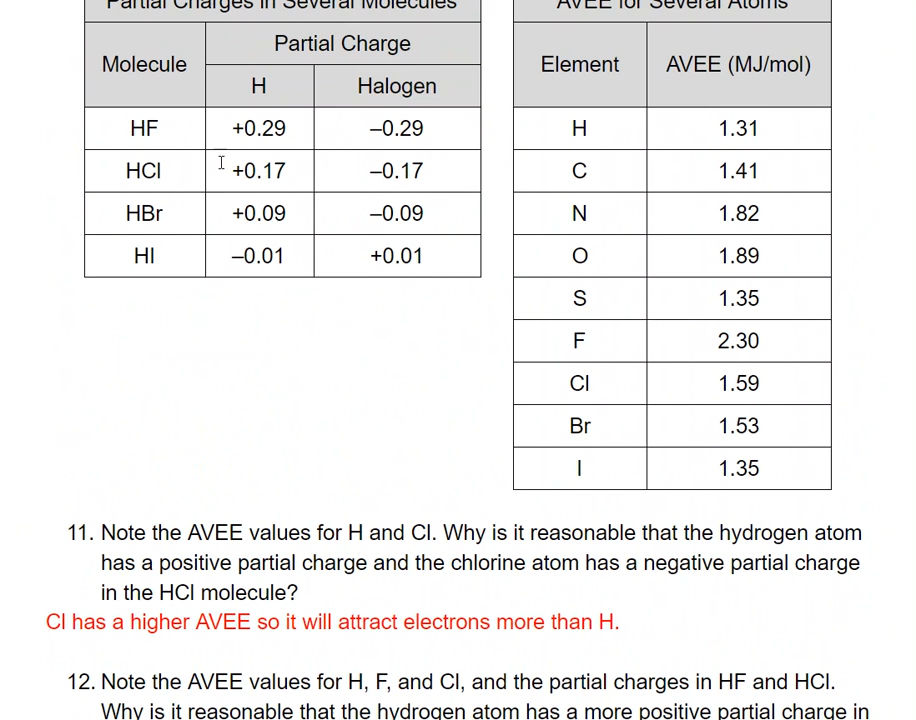 Partial Charges in Several Molecules
Molecule Partial Charge
H Halogen
HF +0.29 –0.29
HCl +0.17 –0.17
HBr +0.09 –0.09
HI –0.01 +0.01
AVEE for Several Atoms
Element AVEE (MJ/mol)
H 1.31
C 1.41
N 1.82
O 1.89
S 1.35
F 2.30
Cl 1.59
Br 1.53
I 1.35
11. Note the AVEE values for H and Cl. Why is it reasonable that the hydrogen atom
has a positive partial charge and the chlorine atom has a negative partial charge
in the HCl molecule?
Cl has a higher AVEE so it will attract electrons more than H.
12. Note the AVEE values for H, F, and Cl, and the partial charges in HF and HCl.
Why is it reasonable that the hydrogen atom has a more positive partial charge in